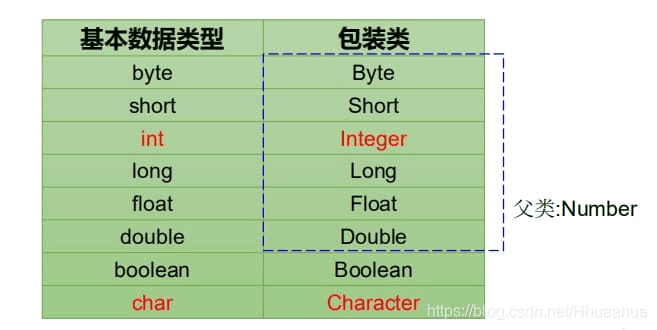 基本数据类型 包装类
byte Byte
short Short
int Integer
long Long
float Float
double Double
父类:Number
boolean Boolean
char Character
https://blog.csdn.net/Hhuaahua